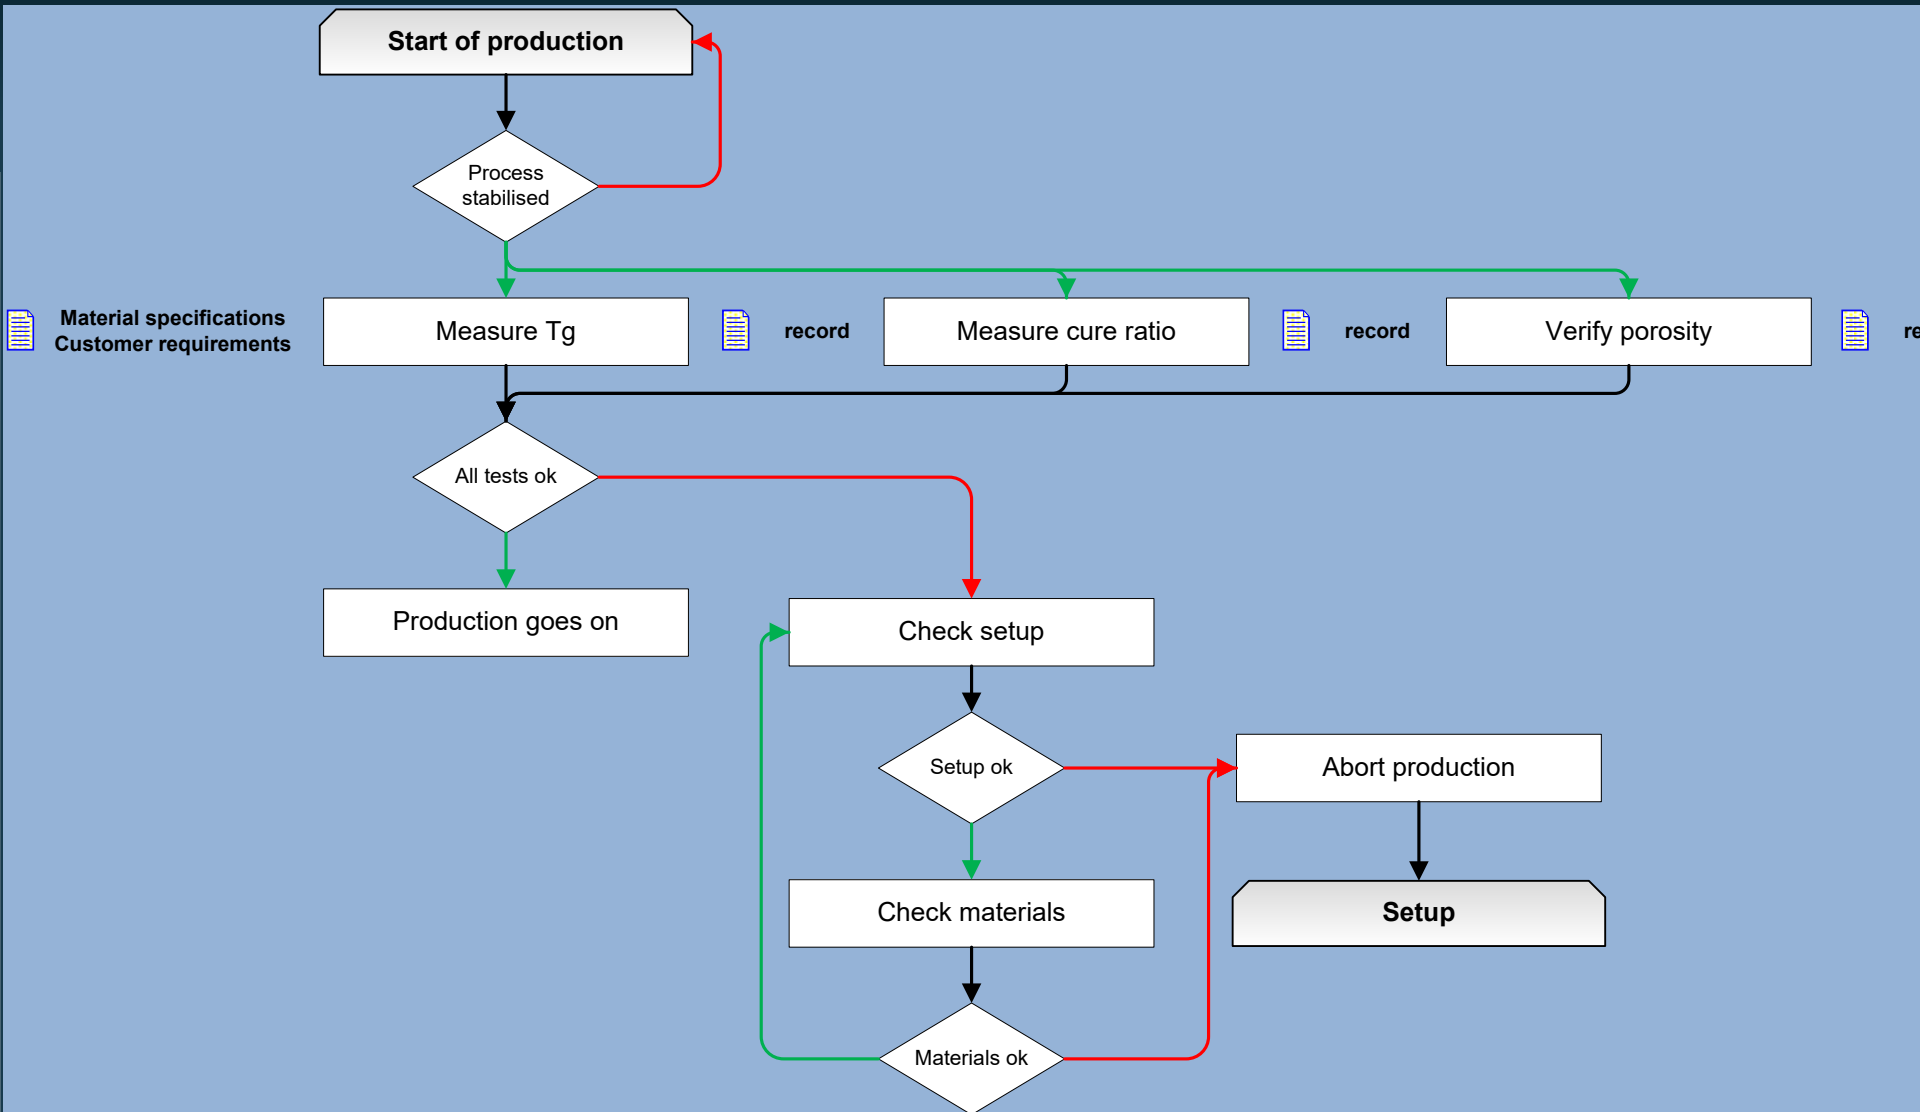 Start of production
Process
stabilised
Material specifications
Customer requirements
Measure Tg
record
Measure cure ratio
record
Verify porosity
re
All tests ok
Production goes on
Check setup
Setup ok
Abort production
Check materials
Setup
Materials ok